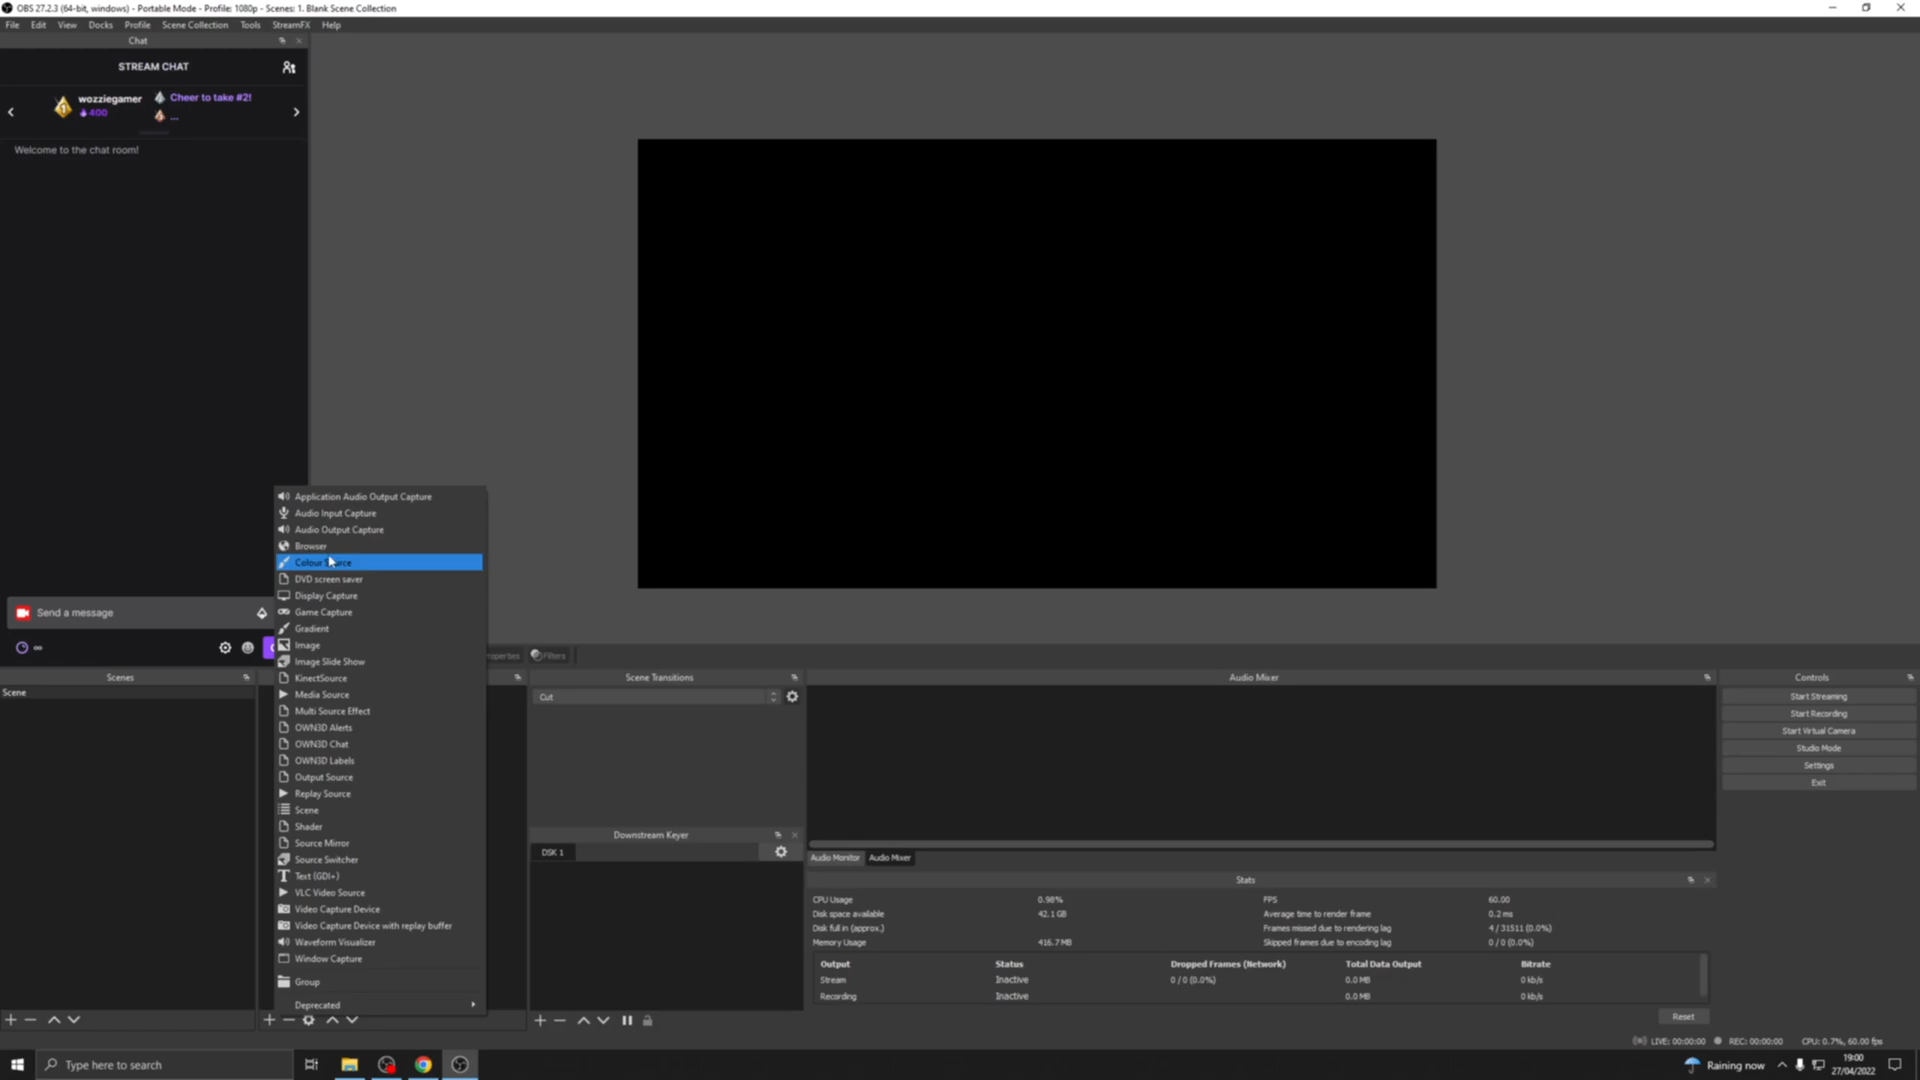 OBS 27.2.3 (64-bit, windows) - Portable Mode - Profile: 1080p - Scenes: 1. Blank Scene Collection
File Edit View Docks Profile Scene Collection Tools StreamFX Help
Chat
STREAM CHAT
wozziegamer
400
Cheer to take #2!
...
Welcome to the chat room!
Application Audio Output Capture
Audio Input Capture
Audio Output Capture
Browser
Colour Source
DVD screen saver
Display Capture
Game Capture
Gradient
Image
Image Slide Show
KinectSource
Media Source
Multi Source Effect
OWN3D Alerts
OWN3D Chat
OWN3D Labels
Output Source
Replay Source
Scene
Shader
Source Mirror
Source Switcher
Text (GDI+)
VLC Video Source
Video Capture Device
Video Capture Device with replay buffer
Waveform Visualizer
Window Capture
Group
Deprecated
Send a message
roperties Filters
Scenes
Scene
Scene Transitions
Cut
Downstream Keyer
DSK 1
Audio Mixer
Audio Monitor Audio Mixer
Stats
CPU Usage 0.98% FPS 60.00
Disk space available 42.1 GB Average time to render frame 0.2 ms
Disk full in (approx.) Frames missed due to rendering lag 4 / 31511 (0.0%)
Memory Usage 416.7 MB Skipped frames due to encoding lag 0 / 0 (0.0%)
Output Status Dropped Frames (Network) Total Data Output Bitrate
Stream Inactive 0 / 0 (0.0%) 0.0 MB 0 kb/s
Recording Inactive 0.0 MB 0 kb/s
Reset
Controls
Start Streaming
Start Recording
Start Virtual Camera
Studio Mode
Settings
Exit
LIVE: 00:00:00 REC: 00:00:00 CPU: 0.7%, 60.00 fps
Type here to search
Raining now
19:00
27/04/2022